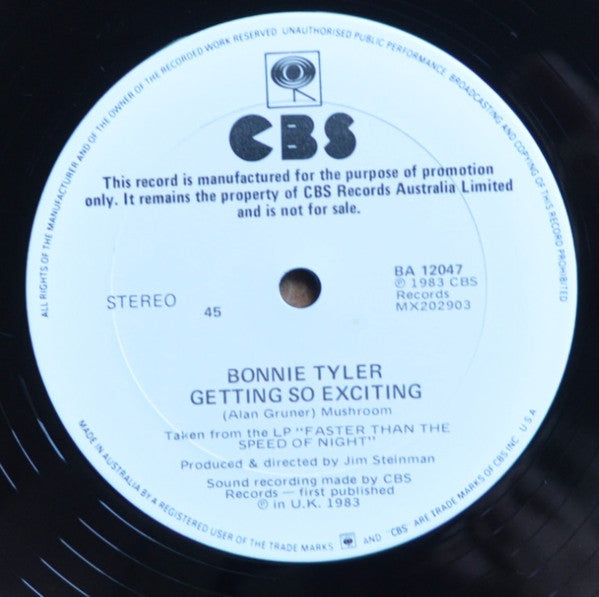 ALL RIGHTS OF THE MANUFACTURER AND OF THE OWNER OF THE RECORDED WORK RESERVED. UNAUTHORISED PUBLIC PERFORMANCE, BROADCASTING AND COPYING OF THIS RECORD PROHIBITED
CBS
This record is manufactured for the purpose of promotion
only. It remains the property of CBS Records Australia Limited
and is not for sale.
STEREO
45
BA 12047
℗ 1983 CBS
Records
MX202903
BONNIE TYLER
GETTING SO EXCITING
(Alan Gruner) Mushroom
Taken from the LP "FASTER THAN THE
SPEED OF NIGHT"
Produced & directed by Jim Steinman
Sound recording made by CBS
Records — first published
℗ in U.K. 1983
MADE IN AUSTRALIA BY A REGISTERED USER OF THE TRADE MARKS AND "CBS" ARE TRADE MARKS OF CBS INC. U.S.A.